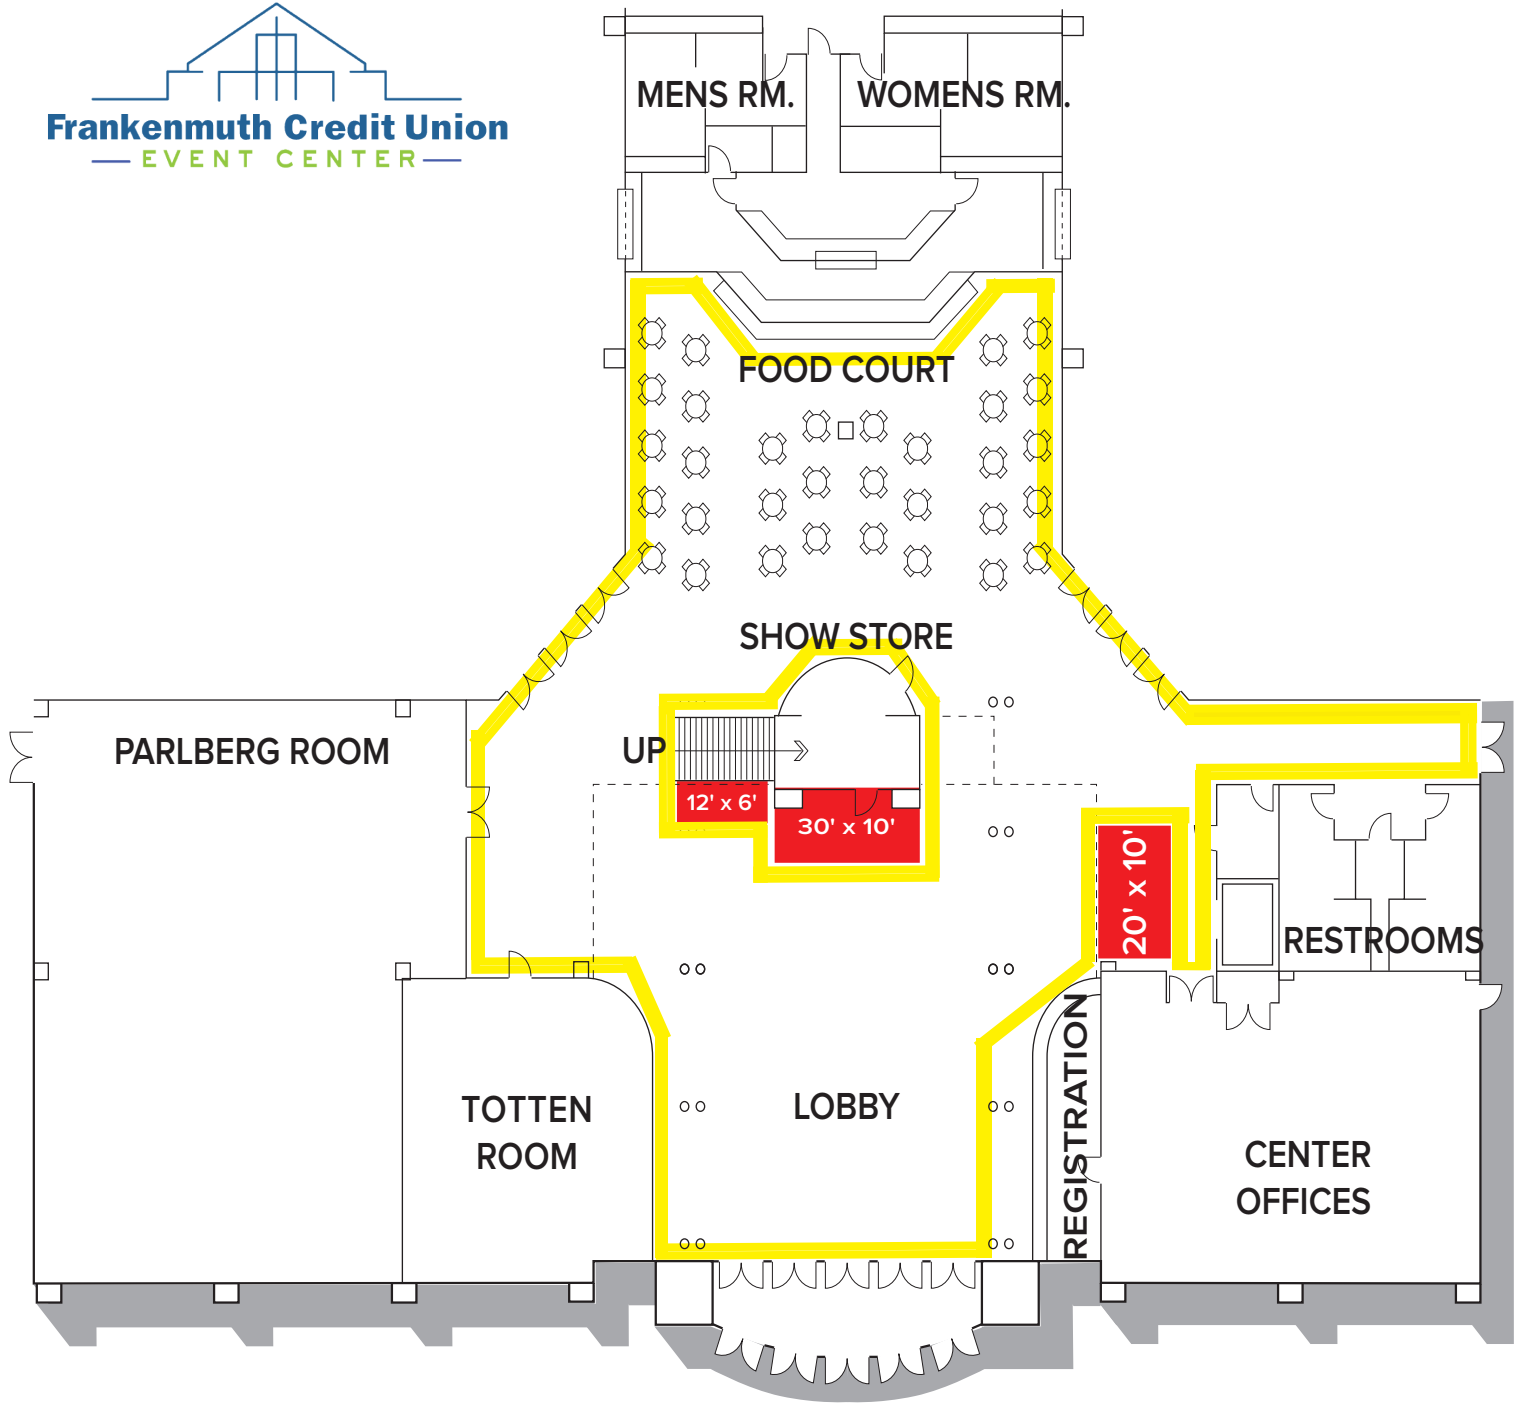 Frankenmuth Credit Union
EVENT CENTER
MENS RM.
WOMENS RM.
FOOD COURT
SHOW STORE
PARLBERG ROOM
UP
12' x 6'
30' x 10'
20' x 10'
RESTROOMS
REGISTRATION
LOBBY
TOTTEN
ROOM
CENTER
OFFICES